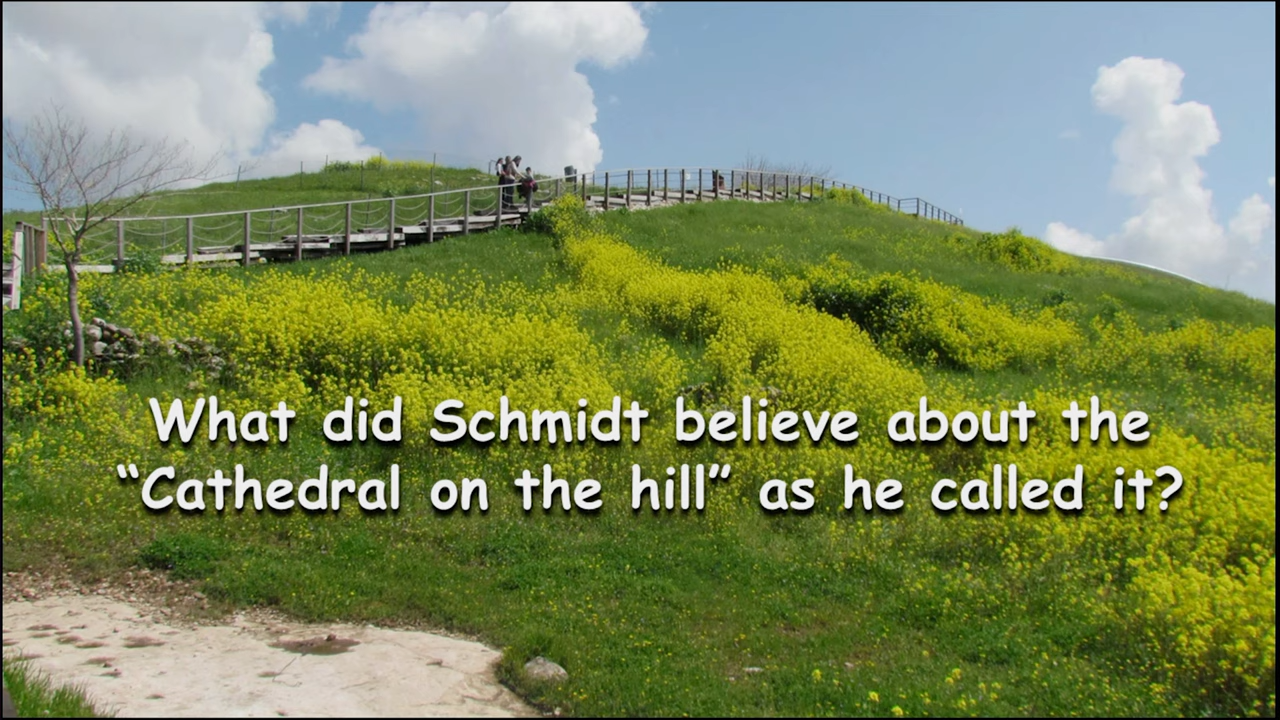 What did Schmidt believe about the
“Cathedral on the hill” as he called it?